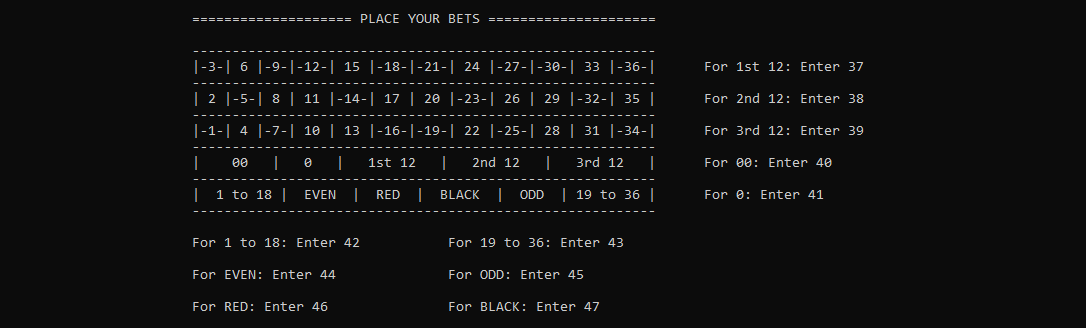 ==================== PLACE YOUR BETS =====================
----------------------------------------------------------
|-3-| 6 |-9-|-12-| 15 |-18-|-21-| 24 |-27-|-30-| 33 |-36-|      For 1st 12: Enter 37
----------------------------------------------------------
| 2 |-5-| 8 | 11 |-14-| 17 | 20 |-23-| 26 | 29 |-32-| 35 |      For 2nd 12: Enter 38
----------------------------------------------------------
|-1-| 4 |-7-| 10 | 13 |-16-|-19-| 22 |-25-| 28 | 31 |-34-|      For 3rd 12: Enter 39
----------------------------------------------------------
|    00   |   0   |   1st 12   |   2nd 12   |   3rd 12   |      For 00: Enter 40
----------------------------------------------------------
|  1 to 18 |  EVEN  |  RED  |  BLACK  |  ODD  | 19 to 36 |      For 0: Enter 41
----------------------------------------------------------
For 1 to 18: Enter 42           For 19 to 36: Enter 43
For EVEN: Enter 44              For ODD: Enter 45
For RED: Enter 46               For BLACK: Enter 47